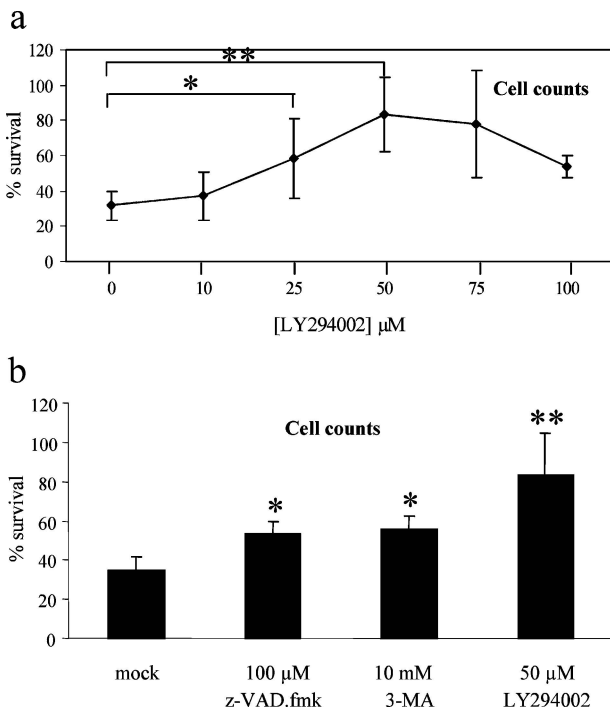 a
120
**
100
*
Cell counts
80
60
40
20
0
% survival
0 10 25 50 75 100
[LY294002] μM
b
120
Cell counts
**
100
80
* *
60
40
20
0
% survival
mock 100 μM 10 mM 50 μM
z-VAD.fmk 3-MA LY294002